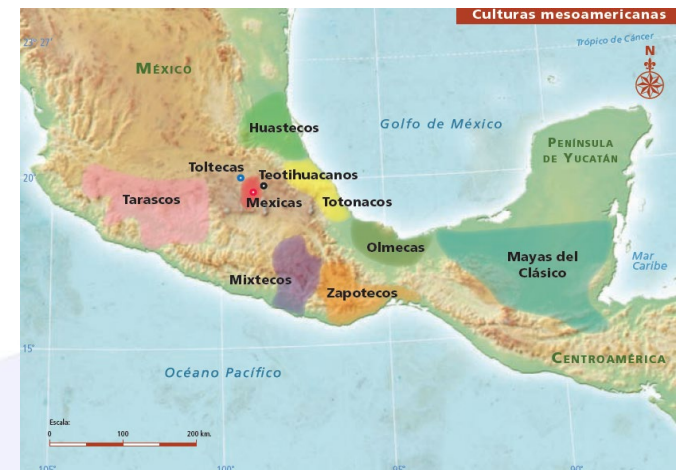 Culturas mesoamericanas
23° 27'
Trópico de Cáncer
N
MÉXICO
Golfo de México
Huastecos
PENÍNSULA
DE YUCATÁN
Toltecas
Teotihuacanos
20°
Tarascos
Mexicas
Totonacos
Olmecas
Mayas del
Clásico
Mar
Caribe
Mixtecos
Zapotecos
15°
CENTROAMÉRICA
Océano Pacífico
Escala:
0 100 200 km.
105° 100° 95° 90°